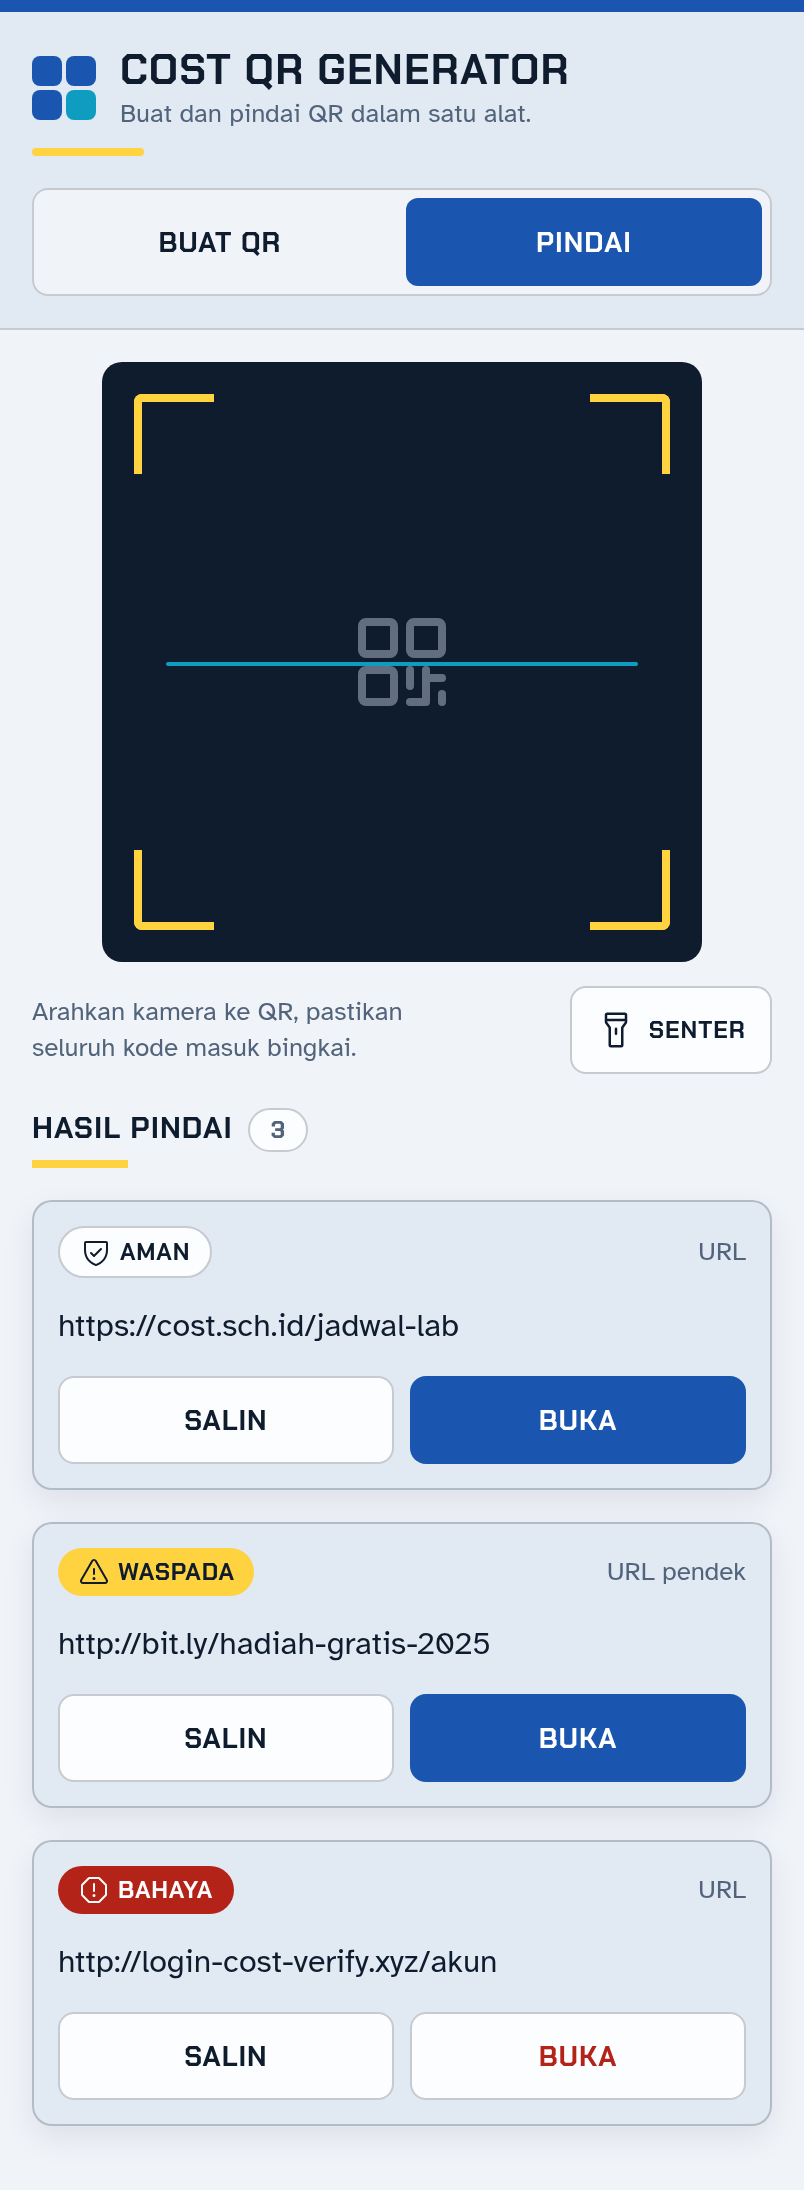 COST QR GENERATOR
Buat dan pindai QR dalam satu alat.
BUAT QR
PINDAI
Arahkan kamera ke QR, pastikan
seluruh kode masuk bingkai.
SENTER
HASIL PINDAI
3
AMAN
URL
https://cost.sch.id/jadwal-lab
SALIN
BUKA
WASPADA
URL pendek
http://bit.ly/hadiah-gratis-2025
SALIN
BUKA
BAHAYA
URL
http://login-cost-verify.xyz/akun
SALIN
BUKA